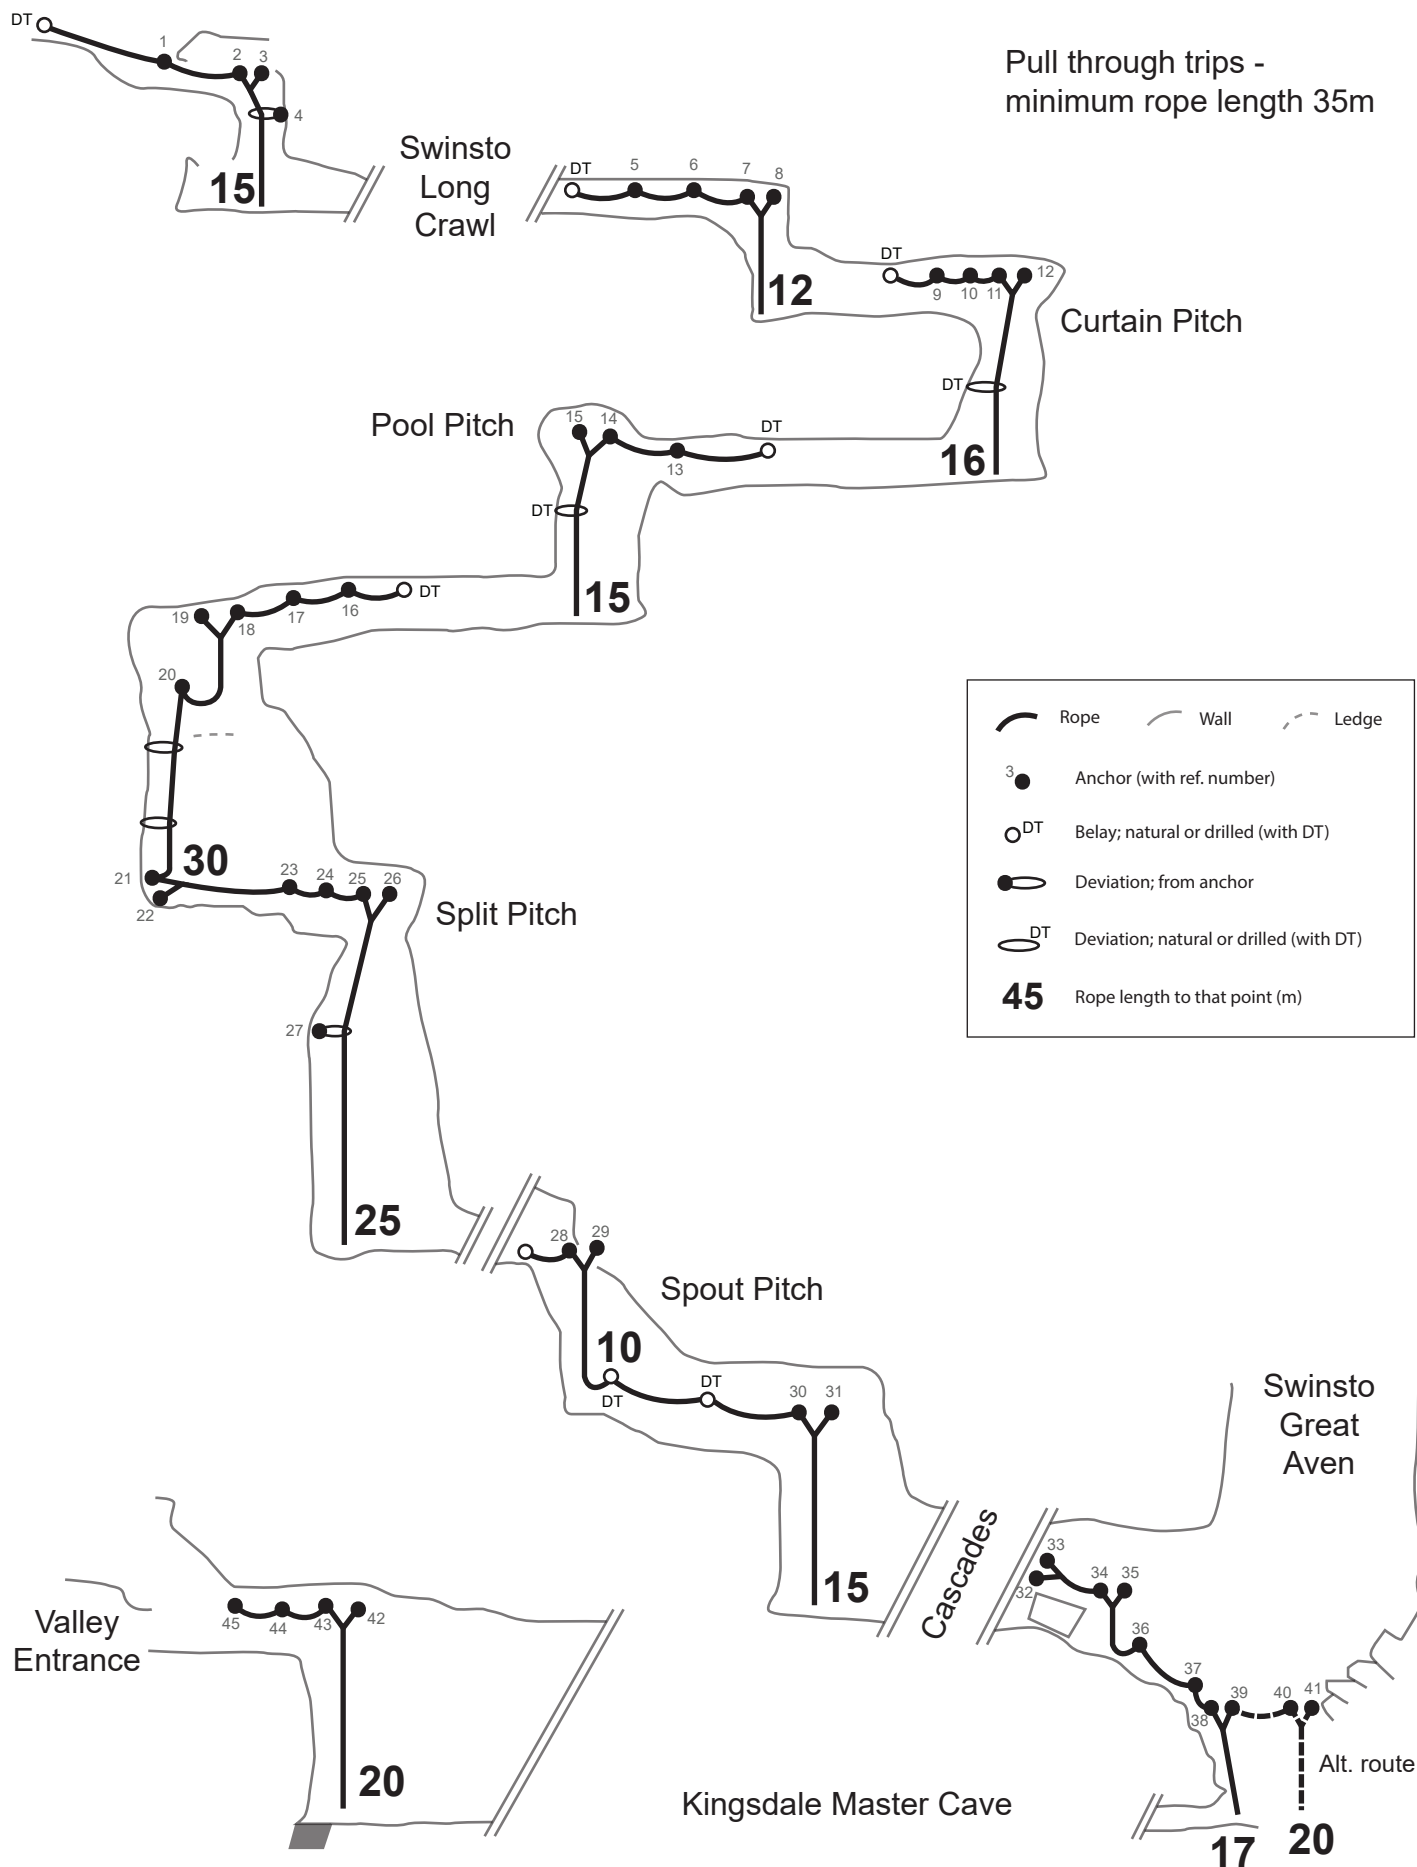 DT
1
2
3
4
15
Pull through trips -
minimum rope length 35m
Swinsto
Long
Crawl
DT
5
6
7
8
12
DT
9
10
11
12
Curtain Pitch
DT
16
Pool Pitch
15
14
13
DT
DT
15
19
18
17
16
DT
20
30
21
22
23
24
25
26
Split Pitch
27
25
Rope
Wall
Ledge
3
Anchor (with ref. number)
DT
Belay; natural or drilled (with DT)
Deviation; from anchor
DT
Deviation; natural or drilled (with DT)
45
Rope length to that point (m)
28
29
Spout Pitch
10
DT
DT
30
31
15
Cascades
Swinsto
Great
Aven
33
32
34
35
36
37
38
39
40
41
Alt. route
17
20
Valley
Entrance
45
44
43
42
20
Kingsdale Master Cave